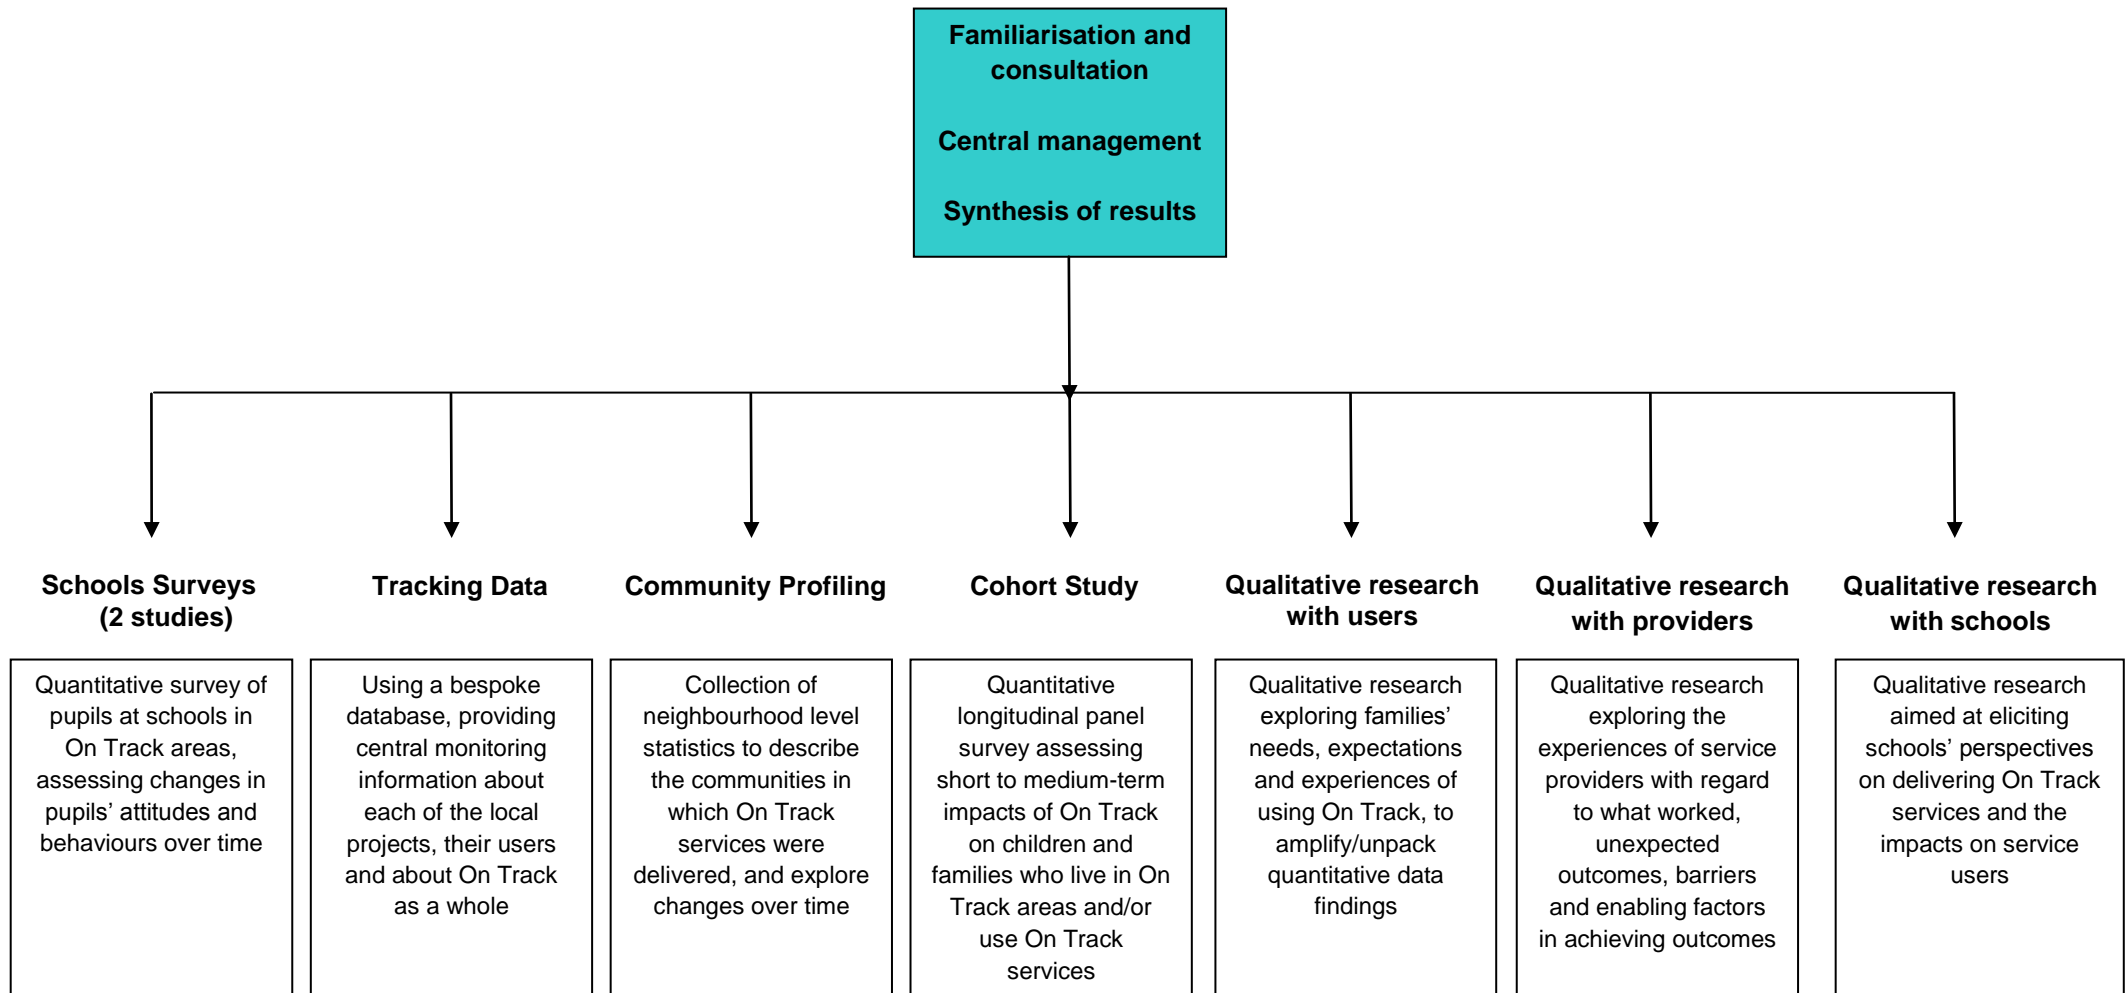 Familiarisation and
consultation
Central management
Synthesis of results
Schools Surveys
(2 studies)
Tracking Data
Community Profiling
Cohort Study
Qualitative research
with users
Qualitative research
with providers
Qualitative research
with schools
Quantitative survey of
pupils at schools in
On Track areas,
assessing changes in
pupils’ attitudes and
behaviours over time
Using a bespoke
database, providing
central monitoring
information about
each of the local
projects, their users
and about On Track
as a whole
Collection of
neighbourhood level
statistics to describe
the communities in
which On Track
services were
delivered, and explore
changes over time
Quantitative
longitudinal panel
survey assessing
short to medium-term
impacts of On Track
on children and
families who live in On
Track areas and/or
use On Track
services
Qualitative research
exploring families’
needs, expectations
and experiences of
using On Track, to
amplify/unpack
quantitative data
findings
Qualitative research
exploring the
experiences of service
providers with regard
to what worked,
unexpected
outcomes, barriers
and enabling factors
in achieving outcomes
Qualitative research
aimed at eliciting
schools’ perspectives
on delivering On Track
services and the
impacts on service
users